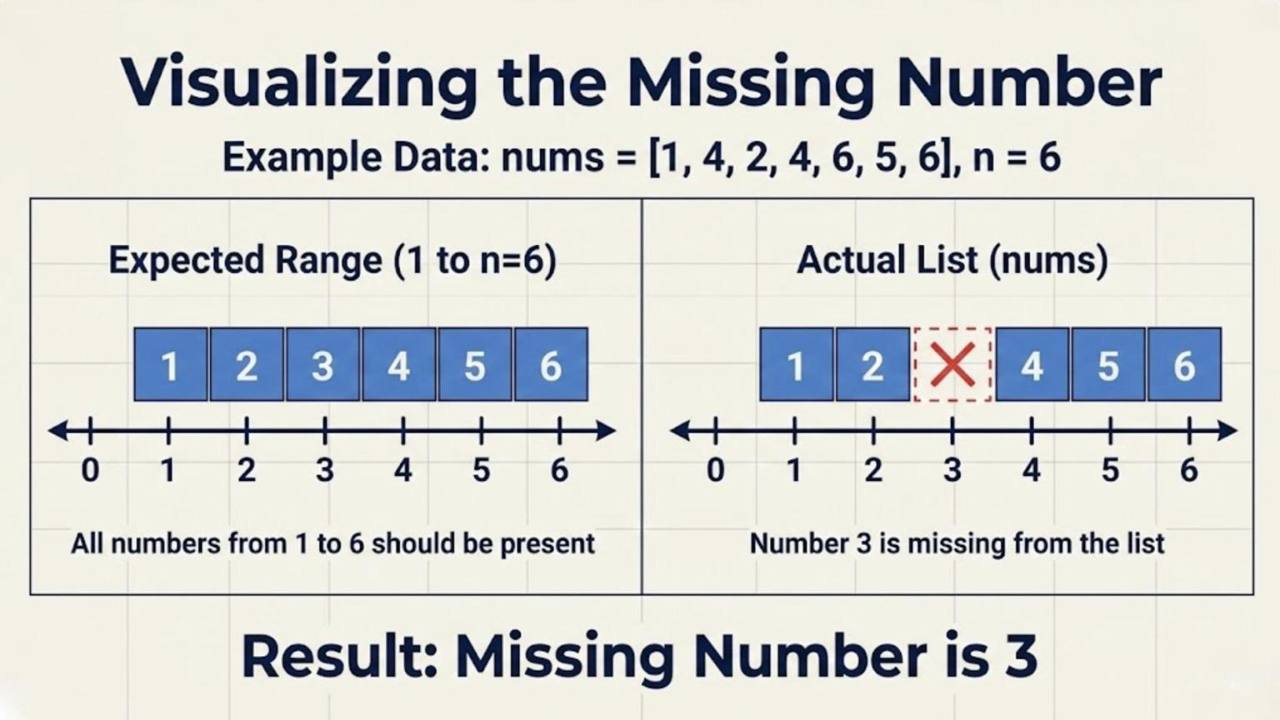 Visualizing the Missing Number
Example Data: nums = [1, 4, 2, 4, 6, 5, 6], n = 6
Expected Range (1 to n=6)
1 2 3 4 5 6
0 1 2 3 4 5 6
All numbers from 1 to 6 should be present
Actual List (nums)
1 2 4 5 6
0 1 2 3 4 5 6
Number 3 is missing from the list
Result: Missing Number is 3